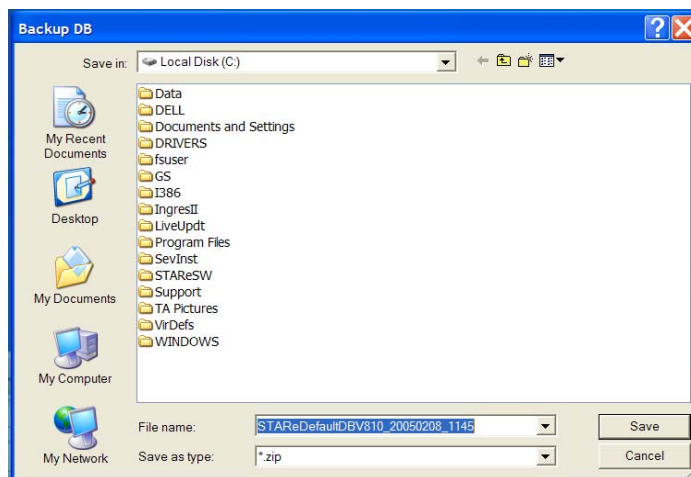 Backup DB
Save in:
Local Disk (C:)
My Recent
Documents
Desktop
My Documents
My Computer
My Network
Data
DELL
Documents and Settings
DRIVERS
fsuser
GS
I386
IngresII
LiveUpdt
Program Files
SevInst
STAReSW
Support
TA Pictures
VirDefs
WINDOWS
File name:
STAReDefaultDBV810_20050208_1145
Save
Save as type:
*.zip
Cancel